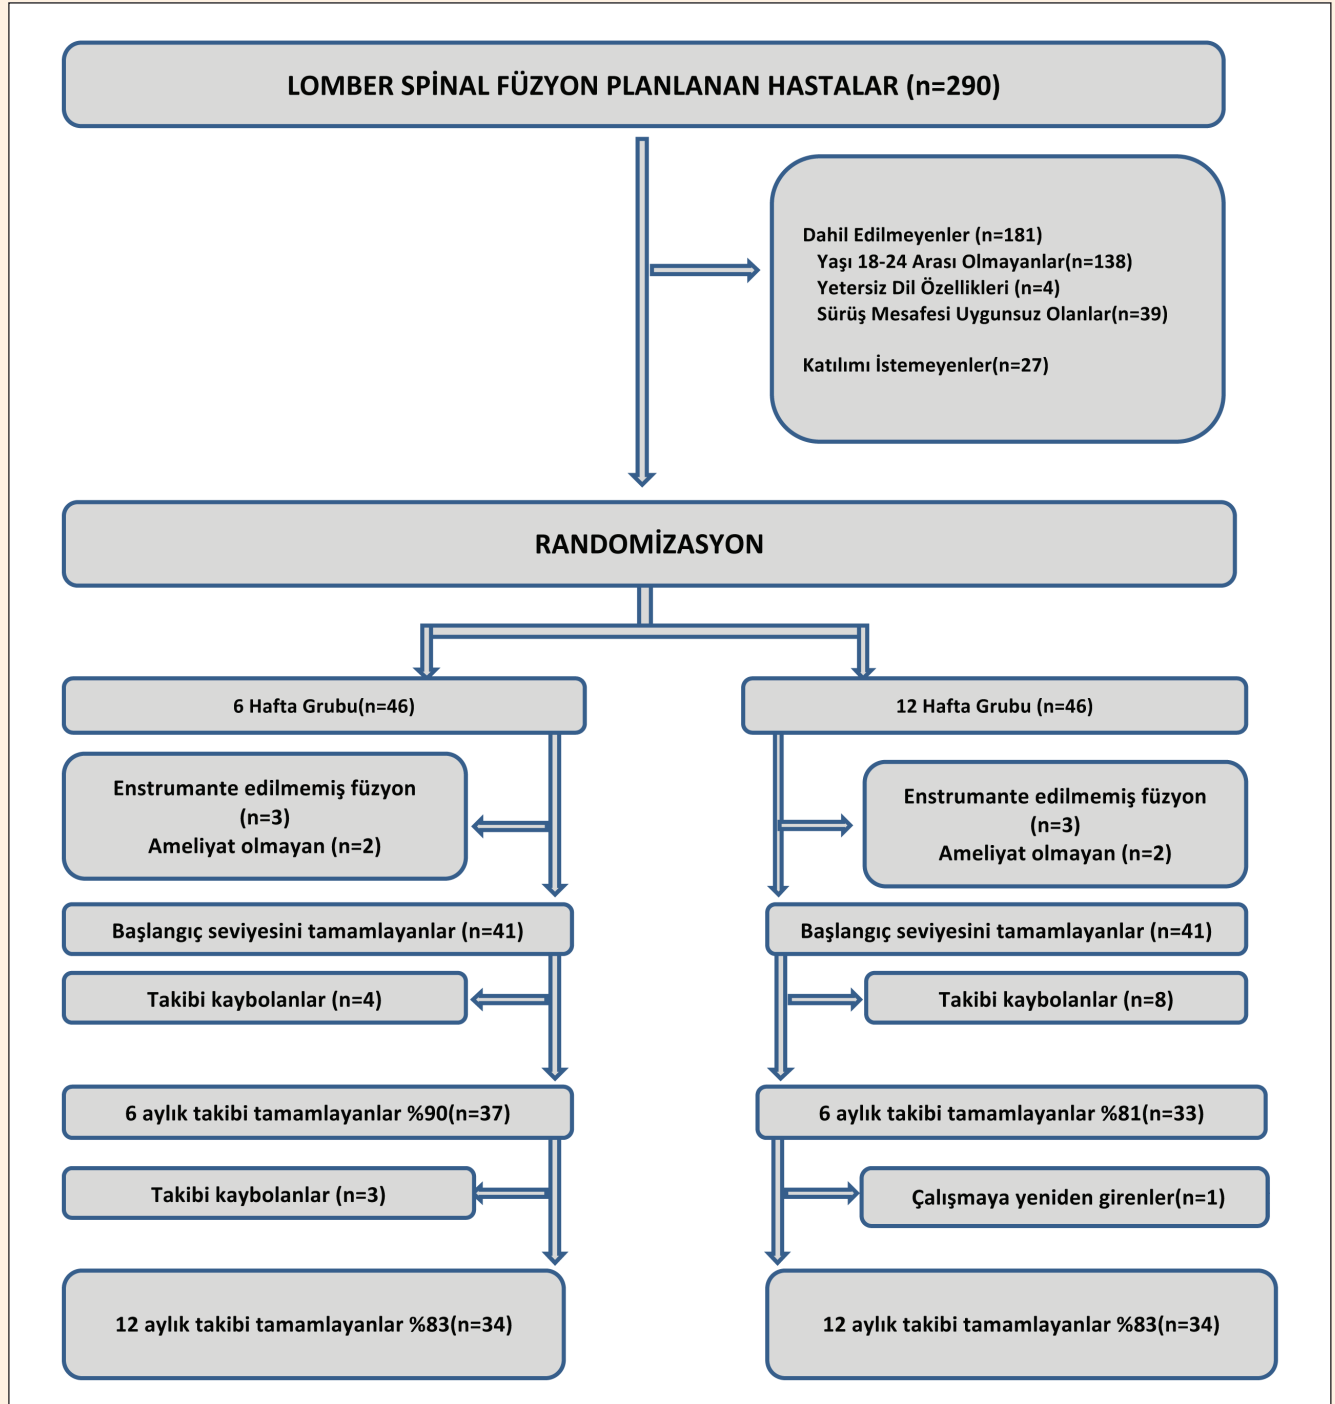 LOMBER SPİNAL FÜZYON PLANLANAN HASTALAR (n=290)
Dahil Edilmeyenler (n=181)
Yaşı 18-24 Arası Olmayanlar(n=138)
Yetersiz Dil Özellikleri (n=4)
Sürüş Mesafesi Uygunsuz Olanlar(n=39)
Katılımı İstemeyenler(n=27)
RANDOMİZASYON
6 Hafta Grubu(n=46)
12 Hafta Grubu (n=46)
Enstrumante edilmemiş füzyon
(n=3)
Ameliyat olmayan (n=2)
Enstrumante edilmemiş füzyon
(n=3)
Ameliyat olmayan (n=2)
Başlangıç seviyesini tamamlayanlar (n=41)
Başlangıç seviyesini tamamlayanlar (n=41)
Takibi kaybolanlar (n=4)
Takibi kaybolanlar (n=8)
6 aylık takibi tamamlayanlar %90(n=37)
6 aylık takibi tamamlayanlar %81(n=33)
Takibi kaybolanlar (n=3)
Çalışmaya yeniden girenler(n=1)
12 aylık takibi tamamlayanlar %83(n=34)
12 aylık takibi tamamlayanlar %83(n=34)